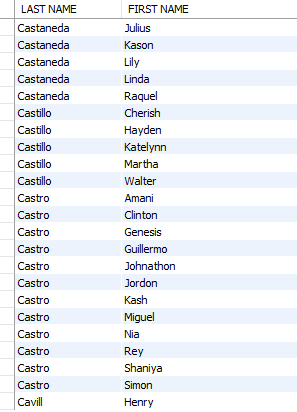 LAST NAME FIRST NAME
Castaneda Julius
Castaneda Kason
Castaneda Lily
Castaneda Linda
Castaneda Raquel
Castillo Cherish
Castillo Hayden
Castillo Katelynn
Castillo Martha
Castillo Walter
Castro Amani
Castro Clinton
Castro Genesis
Castro Guillermo
Castro Johnathon
Castro Jordon
Castro Kash
Castro Miguel
Castro Nia
Castro Rey
Castro Shaniya
Castro Simon
Cavill Henry